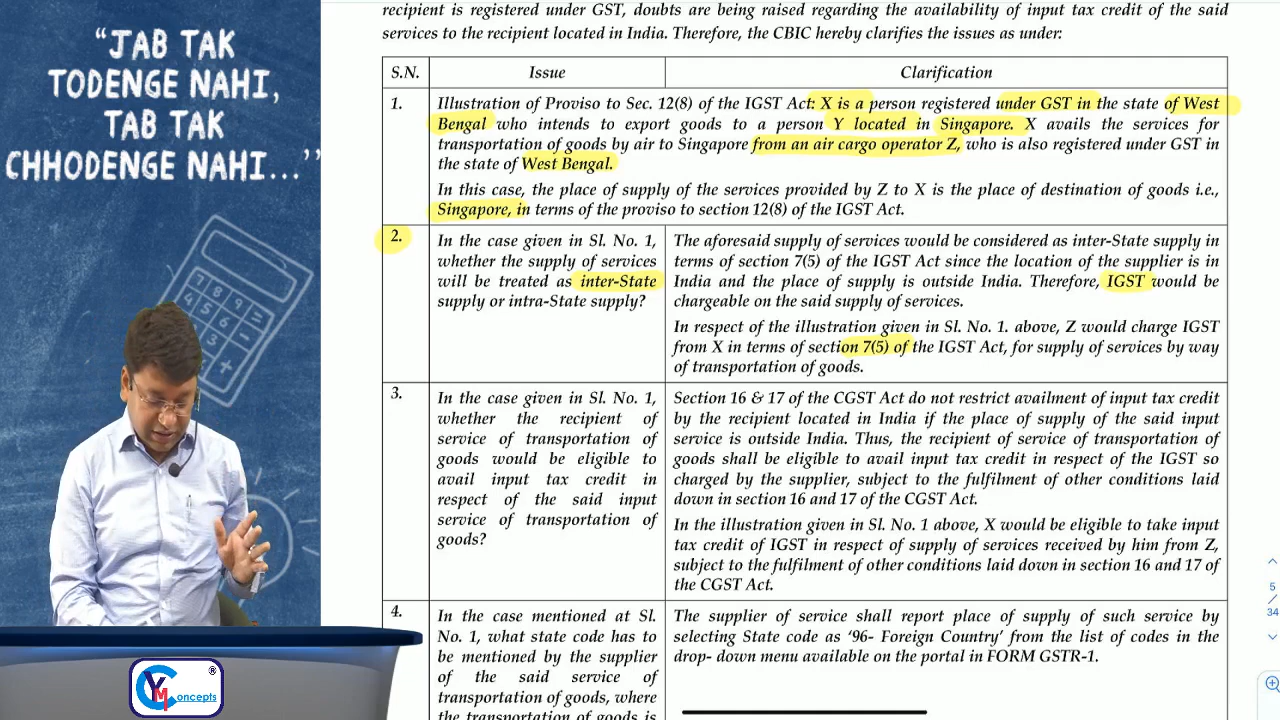 “JAB TAK
TODENGE NAHI,
TAB TAK
CHHODENGE NAHI...’’
recipient is registered under GST, doubts are being raised regarding the availability of input tax credit of the said
services to the recipient located in India. Therefore, the CBIC hereby clarifies the issues as under:
S.N. Issue Clarification
1. Illustration of Proviso to Sec. 12(8) of the IGST Act: X is a person registered under GST in the state of West
Bengal who intends to export goods to a person Y located in Singapore. X avails the services for
transportation of goods by air to Singapore from an air cargo operator Z, who is also registered under GST in
the state of West Bengal.
In this case, the place of supply of the services provided by Z to X is the place of destination of goods i.e.,
Singapore, in terms of the proviso to section 12(8) of the IGST Act.
2.
In the case given in Sl. No. 1,
whether the supply of services
will be treated as inter-State
supply or intra-State supply?
The aforesaid supply of services would be considered as inter-State supply in
terms of section 7(5) of the IGST Act since the location of the supplier is in
India and the place of supply is outside India. Therefore, IGST would be
chargeable on the said supply of services.
In respect of the illustration given in Sl. No. 1. above, Z would charge IGST
from X in terms of section 7(5) of the IGST Act, for supply of services by way
of transportation of goods.
3.
In the case given in Sl. No. 1,
whether the recipient of
service of transportation of
goods would be eligible to
avail input tax credit in
respect of the said input
service of transportation of
goods?
Section 16 & 17 of the CGST Act do not restrict availment of input tax credit
by the recipient located in India if the place of supply of the said input
service is outside India. Thus, the recipient of service of transportation of
goods shall be eligible to avail input tax credit in respect of the IGST so
charged by the supplier, subject to the fulfilment of other conditions laid
down in section 16 and 17 of the CGST Act.
In the illustration given in Sl. No. 1 above, X would be eligible to take input
tax credit of IGST in respect of supply of services received by him from Z,
subject to the fulfilment of other conditions laid down in section 16 and 17 of
the CGST Act.
4.
In the case mentioned at Sl.
No. 1, what state code has to
be mentioned by the supplier
of the said service of
transportation of goods, where
the transportation of goods is
The supplier of service shall report place of supply of such service by
selecting State code as ‘96- Foreign Country’ from the list of codes in the
drop- down menu available on the portal in FORM GSTR-1.
5
/
34
YM Concepts ®